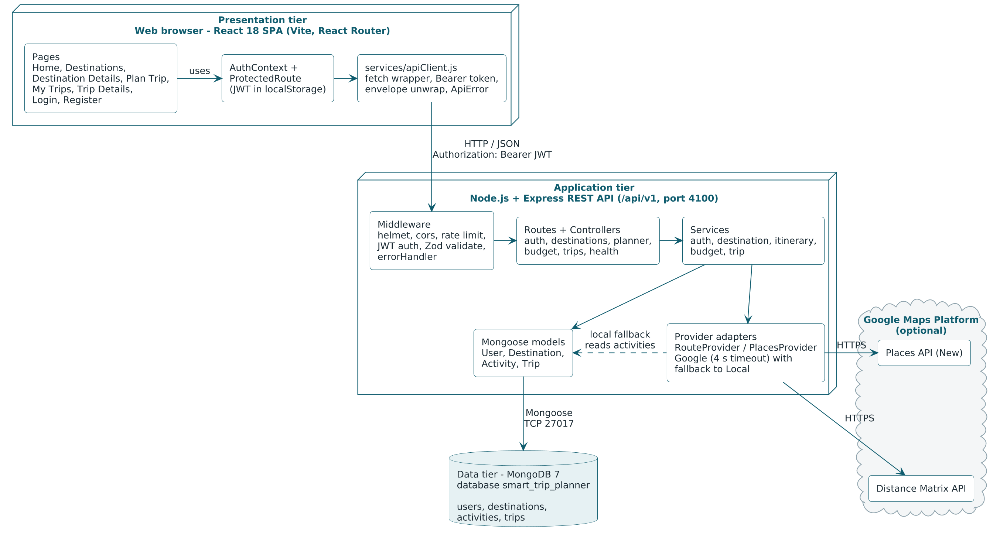 Presentation tier
Web browser - React 18 SPA (Vite, React Router)
Pages
Home, Destinations,
Destination Details, Plan Trip,
My Trips, Trip Details,
Login, Register
uses
AuthContext +
ProtectedRoute
(JWT in localStorage)
services/apiClient.js
fetch wrapper, Bearer token,
envelope unwrap, ApiError
HTTP / JSON
Authorization: Bearer JWT
Application tier
Node.js + Express REST API (/api/v1, port 4100)
Middleware
helmet, cors, rate limit,
JWT auth, Zod validate,
errorHandler
Routes + Controllers
auth, destinations, planner,
budget, trips, health
Services
auth, destination, itinerary,
budget, trip
Mongoose models
User, Destination,
Activity, Trip
local fallback
reads activities
Provider adapters
RouteProvider / PlacesProvider
Google (4 s timeout) with
fallback to Local
HTTPS
Google Maps Platform
(optional)
Places API (New)
HTTPS
Distance Matrix API
Mongoose
TCP 27017
Data tier - MongoDB 7
database smart_trip_planner
users, destinations,
activities, trips